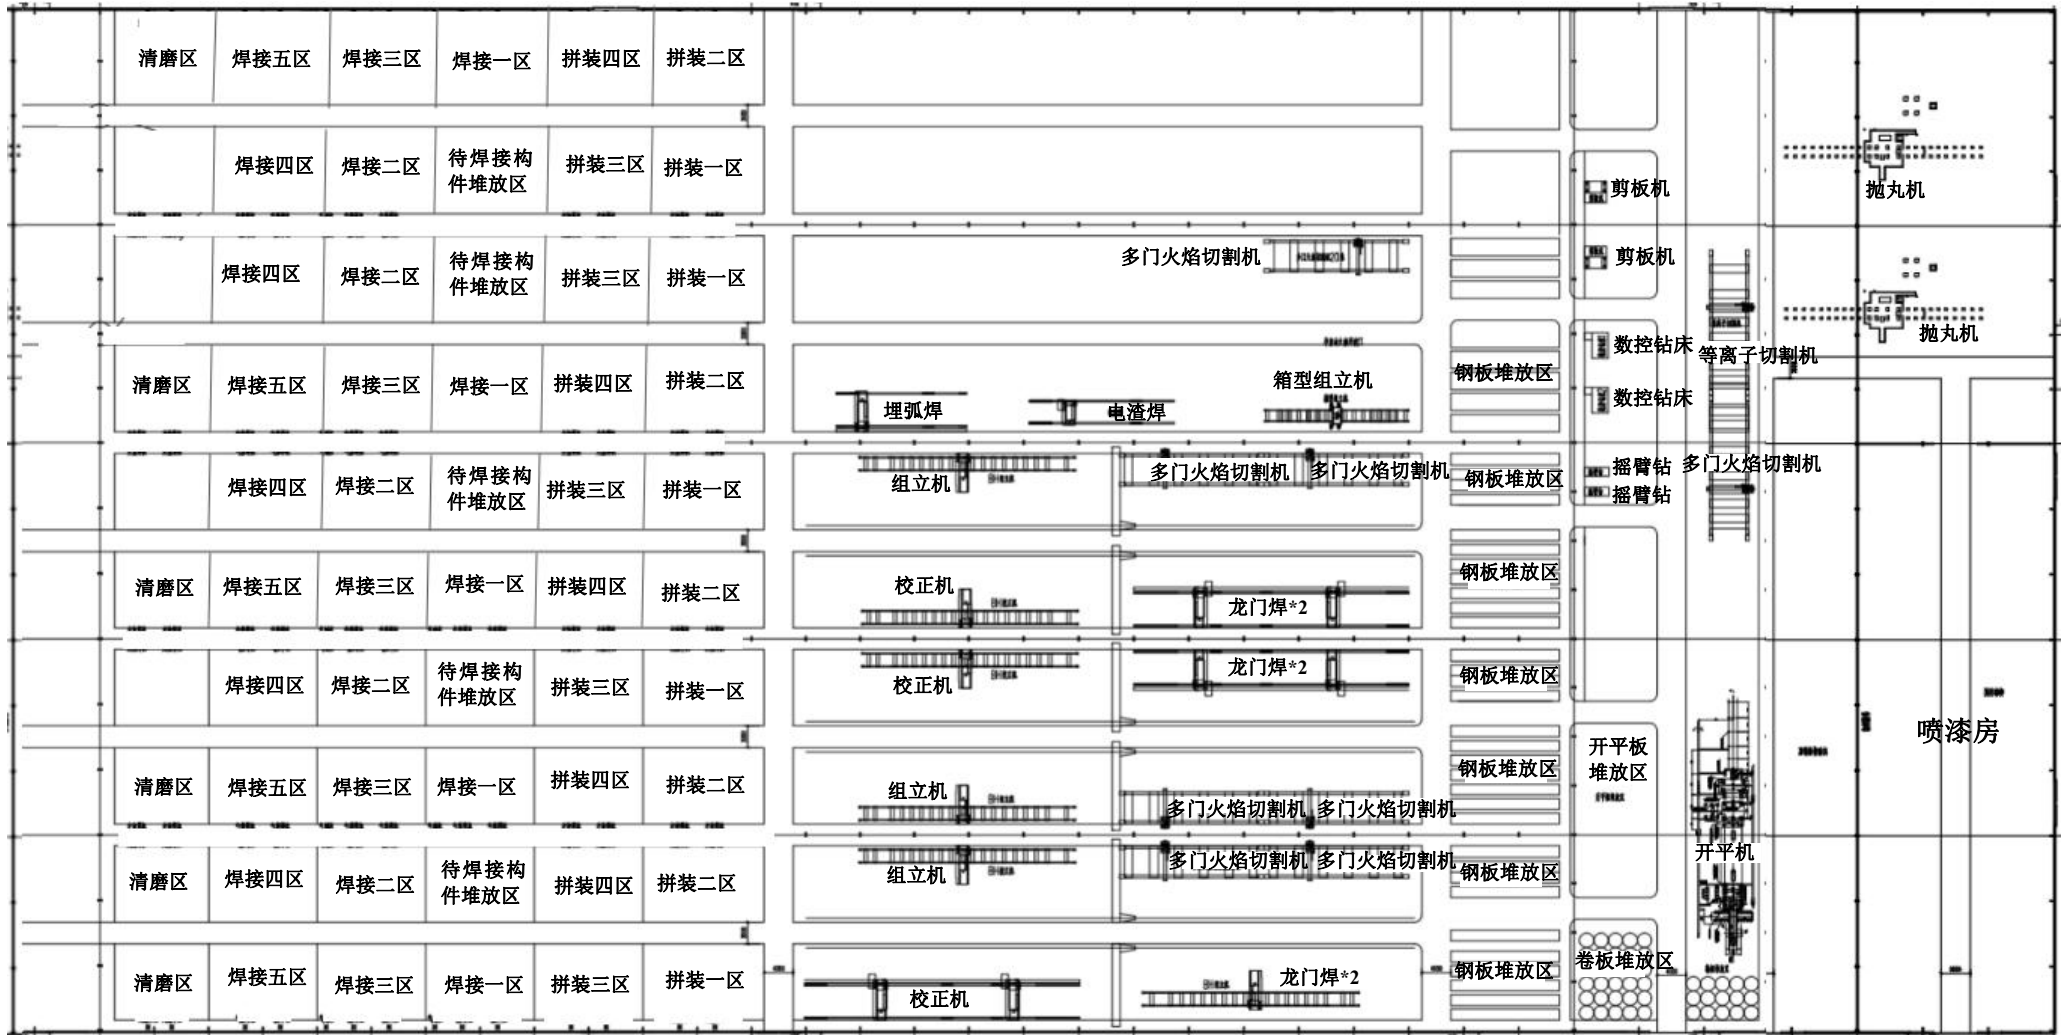 清磨区 焊接五区 焊接三区 焊接一区 拼装四区 拼装二区
焊接四区 焊接二区 待焊接构 拼装三区 拼装一区
件堆放区
剪板机
抛丸机
焊接四区 焊接二区 待焊接构 拼装三区 拼装一区
件堆放区
多门火焰切割机
剪板机
抛丸机
数控钻床
等离子切割机
清磨区 焊接五区 焊接三区 焊接一区 拼装四区 拼装二区
埋弧焊 电渣焊 箱型组立机 钢板堆放区
数控钻床
焊接四区 焊接二区 待焊接构 拼装三区 拼装一区
件堆放区
组立机 多门火焰切割机 多门火焰切割机 钢板堆放区
摇臂钻 多门火焰切割机
摇臂钻
清磨区 焊接五区 焊接三区 焊接一区 拼装四区 拼装二区
校正机 龙门焊*2 钢板堆放区
焊接四区 焊接二区 待焊接构 拼装三区 拼装一区
件堆放区
校正机 龙门焊*2 钢板堆放区
喷漆房
清磨区 焊接五区 焊接三区 焊接一区 拼装四区 拼装二区
组立机 多门火焰切割机 多门火焰切割机 钢板堆放区
开平板
堆放区
开平机
清磨区 焊接四区 焊接二区 待焊接构 拼装四区 拼装二区
件堆放区
组立机 多门火焰切割机 多门火焰切割机 钢板堆放区
清磨区 焊接五区 焊接三区 焊接一区 拼装三区 拼装一区
校正机 龙门焊*2 钢板堆放区 卷板堆放区